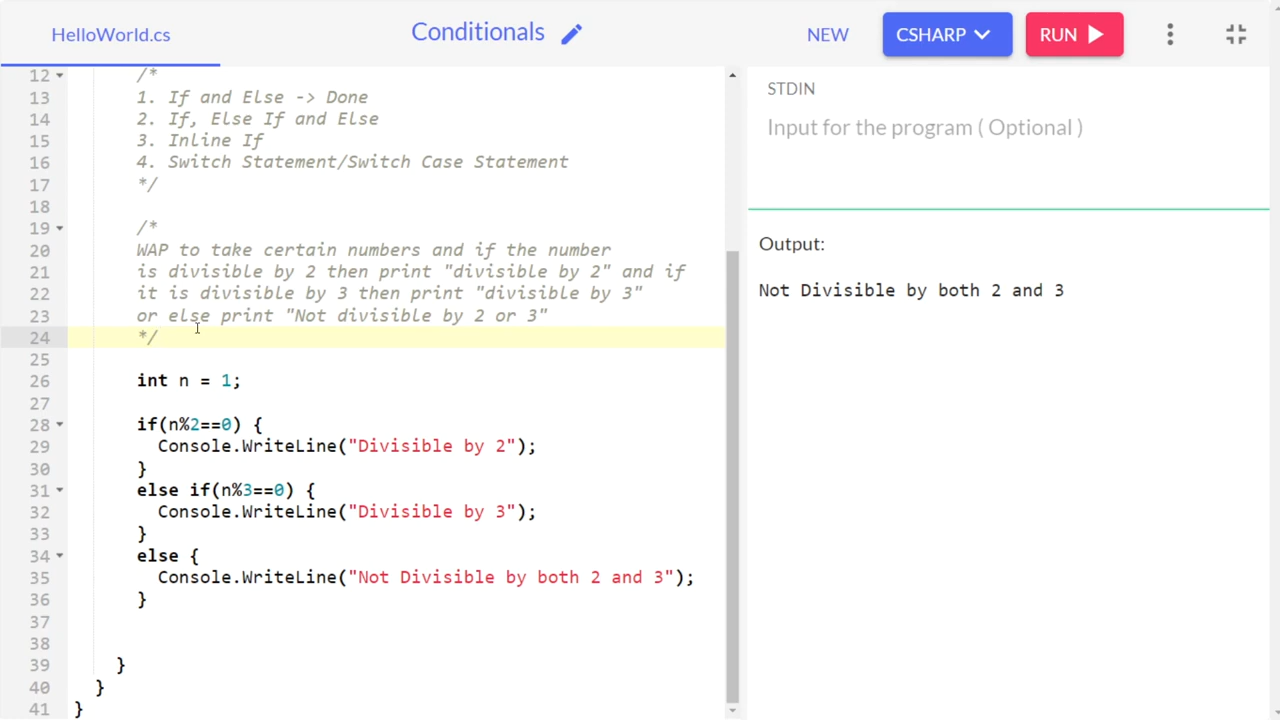 HelloWorld.cs
Conditionals
NEW
CSHARP
RUN
12 /*
13 1. If and Else -> Done
14 2. If, Else If and Else
15 3. Inline If
16 4. Switch Statement/Switch Case Statement
17 */
18
19 /*
20 WAP to take certain numbers and if the number
21 is divisible by 2 then print "divisible by 2" and if
22 it is divisible by 3 then print "divisible by 3"
23 or else print "Not divisible by 2 or 3"
24 */
25
26 int n = 1;
27
28 if(n%2==0) {
29 Console.WriteLine("Divisible by 2");
30 }
31 else if(n%3==0) {
32 Console.WriteLine("Divisible by 3");
33 }
34 else {
35 Console.WriteLine("Not Divisible by both 2 and 3");
36 }
37
38
39 }
40 }
41 }
STDIN
Input for the program ( Optional )
Output:
Not Divisible by both 2 and 3